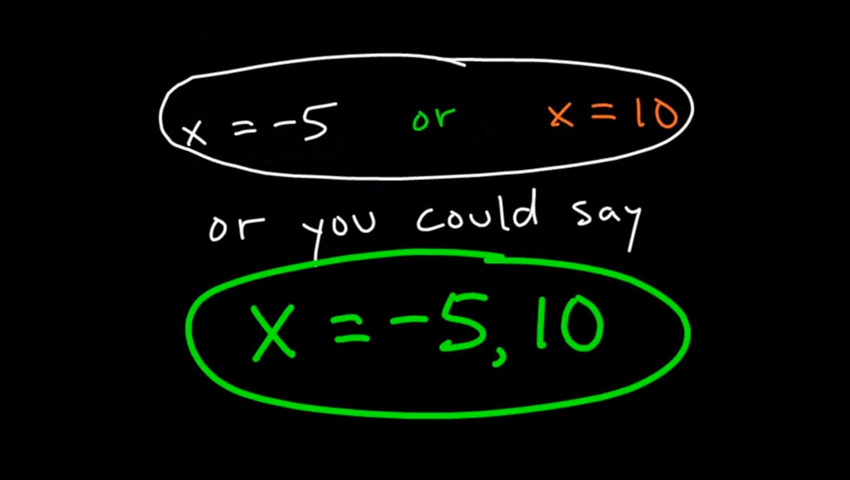 x = -5 or x = 10
or you could say
x = -5, 10